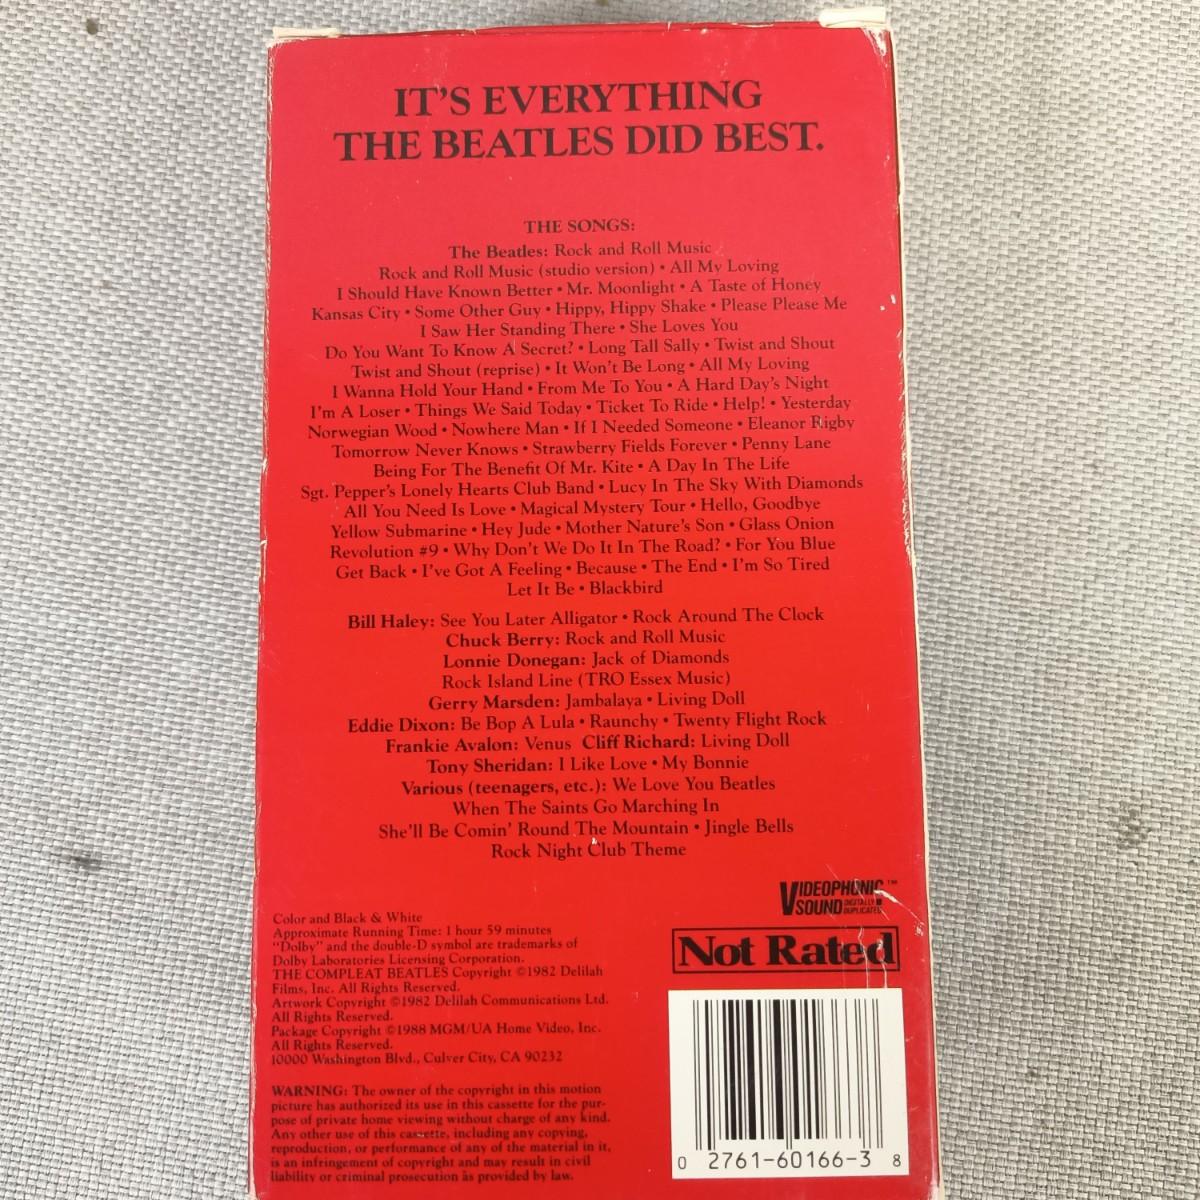 IT'S EVERYTHING
THE BEATLES DID BEST.
THE SONGS:
The Beatles: Rock and Roll Music
Rock and Roll Music (studio version) • All My Loving
I Should Have Known Better • Mr. Moonlight • A Taste of Honey
Kansas City • Some Other Guy • Hippy, Hippy Shake • Please Please Me
I Saw Her Standing There • She Loves You
Do You Want To Know A Secret? • Long Tall Sally • Twist and Shout
Twist and Shout (reprise) • It Won't Be Long • All My Loving
I Wanna Hold Your Hand • From Me To You • A Hard Day's Night
I'm A Loser • Things We Said Today • Ticket To Ride • Help! • Yesterday
Norwegian Wood • Nowhere Man • If I Needed Someone • Eleanor Rigby
Tomorrow Never Knows • Strawberry Fields Forever • Penny Lane
Being For The Benefit Of Mr. Kite • A Day In The Life
Sgt. Pepper's Lonely Hearts Club Band • Lucy In The Sky With Diamonds
All You Need Is Love • Magical Mystery Tour • Hello, Goodbye
Yellow Submarine • Hey Jude • Mother Nature's Son • Glass Onion
Revolution #9 • Why Don't We Do It In The Road? • For You Blue
Get Back • I've Got A Feeling • Because • The End • I'm So Tired
Let It Be • Blackbird
Bill Haley: See You Later Alligator • Rock Around The Clock
Chuck Berry: Rock and Roll Music
Lonnie Donegan: Jack of Diamonds
Rock Island Line (TRO Essex Music)
Gerry Marsden: Jambalaya • Living Doll
Eddie Dixon: Be Bop A Lula • Raunchy • Twenty Flight Rock
Frankie Avalon: Venus Cliff Richard: Living Doll
Tony Sheridan: I Like Love • My Bonnie
Various (teenagers, etc.): We Love You Beatles
When The Saints Go Marching In
She'll Be Comin' Round The Mountain • Jingle Bells
Rock Night Club Theme
VIDEOPHONIC™
SOUND DIGITALLY DUPLICATED
Not Rated
Color and Black & White
Approximate Running Time: 1 hour 59 minutes
"Dolby" and the double-D symbol are trademarks of
Dolby Laboratories Licensing Corporation.
THE COMPLEAT BEATLES Copyright ©1982 Delilah
Films, Inc. All Rights Reserved.
Artwork Copyright ©1982 Delilah Communications Ltd.
All Rights Reserved.
Package Copyright ©1988 MGM/UA Home Video, Inc.
All Rights Reserved.
10000 Washington Blvd., Culver City, CA 90232
WARNING: The owner of the copyright in this motion
picture has authorized its use in this cassette for the pur-
pose of private home viewing without charge of any kind.
Any other use of this cassette, including any copying,
reproduction, or performance of any of the material in it,
is an infringement of copyright and may result in civil
liability or criminal prosecution as provided by law.
0 2761-60166-3 8